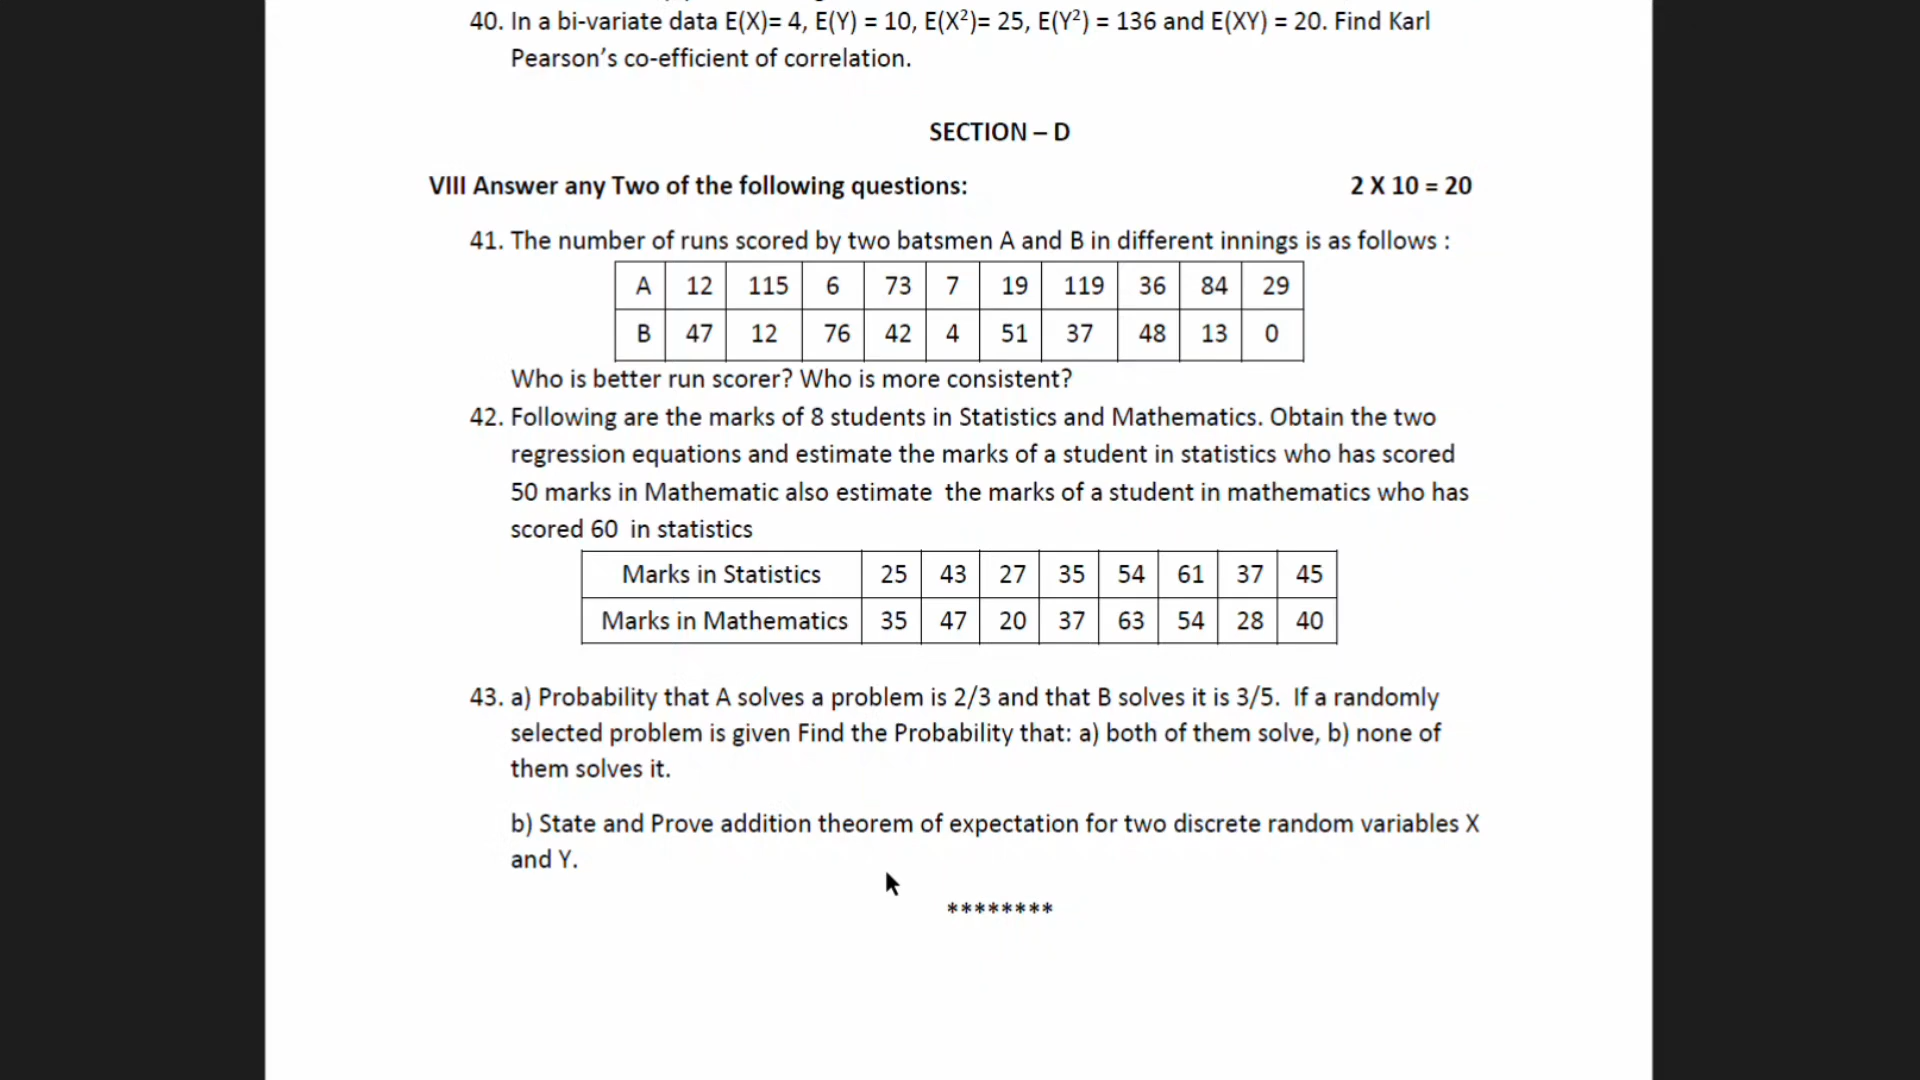 40. In a bi-variate data E(X)= 4, E(Y) = 10, E(X²)= 25, E(Y²) = 136 and E(XY) = 20. Find Karl
Pearson’s co-efficient of correlation.
SECTION – D
VIII Answer any Two of the following questions: 2 X 10 = 20
41. The number of runs scored by two batsmen A and B in different innings is as follows :
A 12 115 6 73 7 19 119 36 84 29
B 47 12 76 42 4 51 37 48 13 0
Who is better run scorer? Who is more consistent?
42. Following are the marks of 8 students in Statistics and Mathematics. Obtain the two
regression equations and estimate the marks of a student in statistics who has scored
50 marks in Mathematic also estimate the marks of a student in mathematics who has
scored 60 in statistics
Marks in Statistics 25 43 27 35 54 61 37 45
Marks in Mathematics 35 47 20 37 63 54 28 40
43. a) Probability that A solves a problem is 2/3 and that B solves it is 3/5. If a randomly
selected problem is given Find the Probability that: a) both of them solve, b) none of
them solves it.
b) State and Prove addition theorem of expectation for two discrete random variables X
and Y.
********